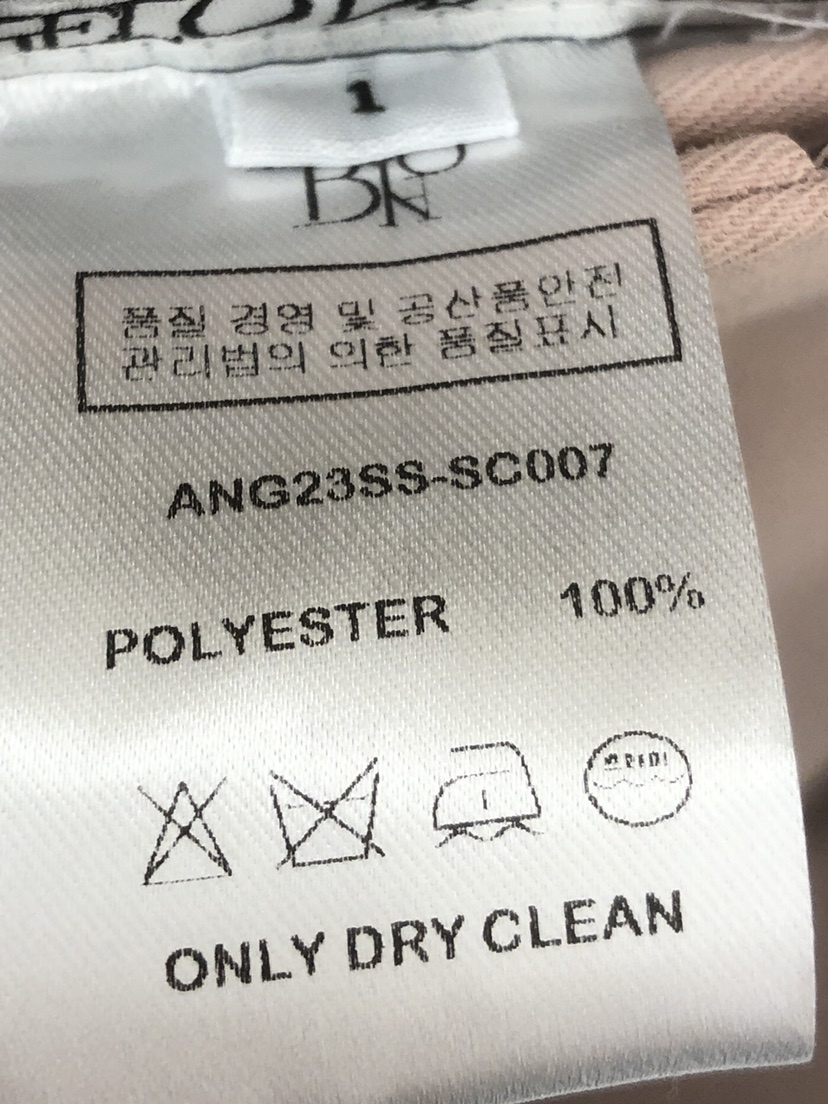 1
품질 경영 및 공산품안전
관리법의 의한 품질표시
ANG23SS-SC007
POLYESTER 100%
ONLY DRY CLEAN